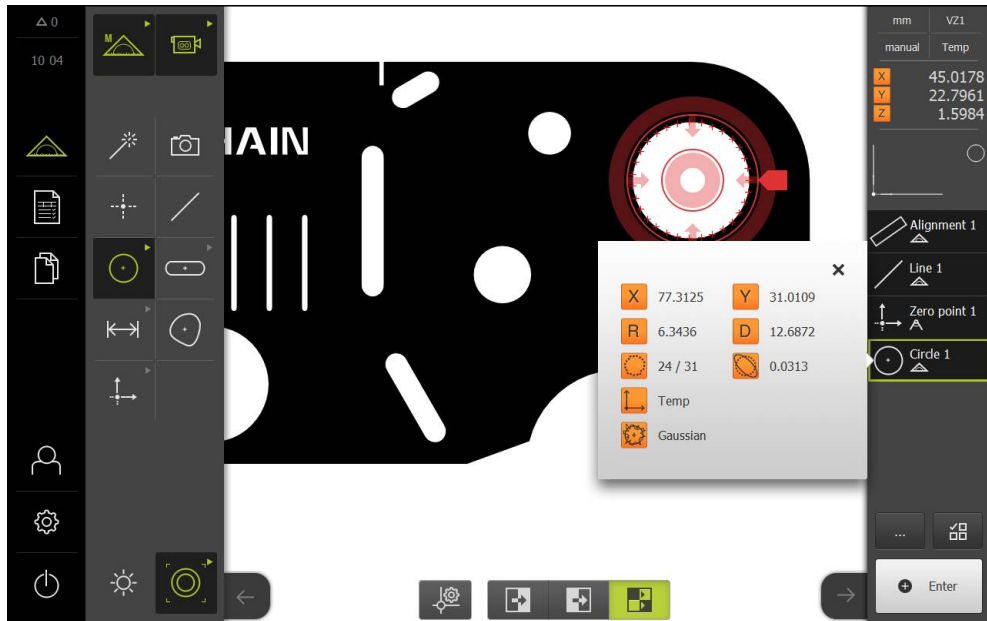 0
10 04
M
HAIN
mm
VZ1
manual
Temp
X 45.0178
Y 22.7961
Z 1.5984
Alignment 1
Line 1
Zero point 1
Circle 1
X 77.3125
Y 31.0109
R 6.3436
D 12.6872
24 / 31
0.0313
Temp
Gaussian
...
Enter